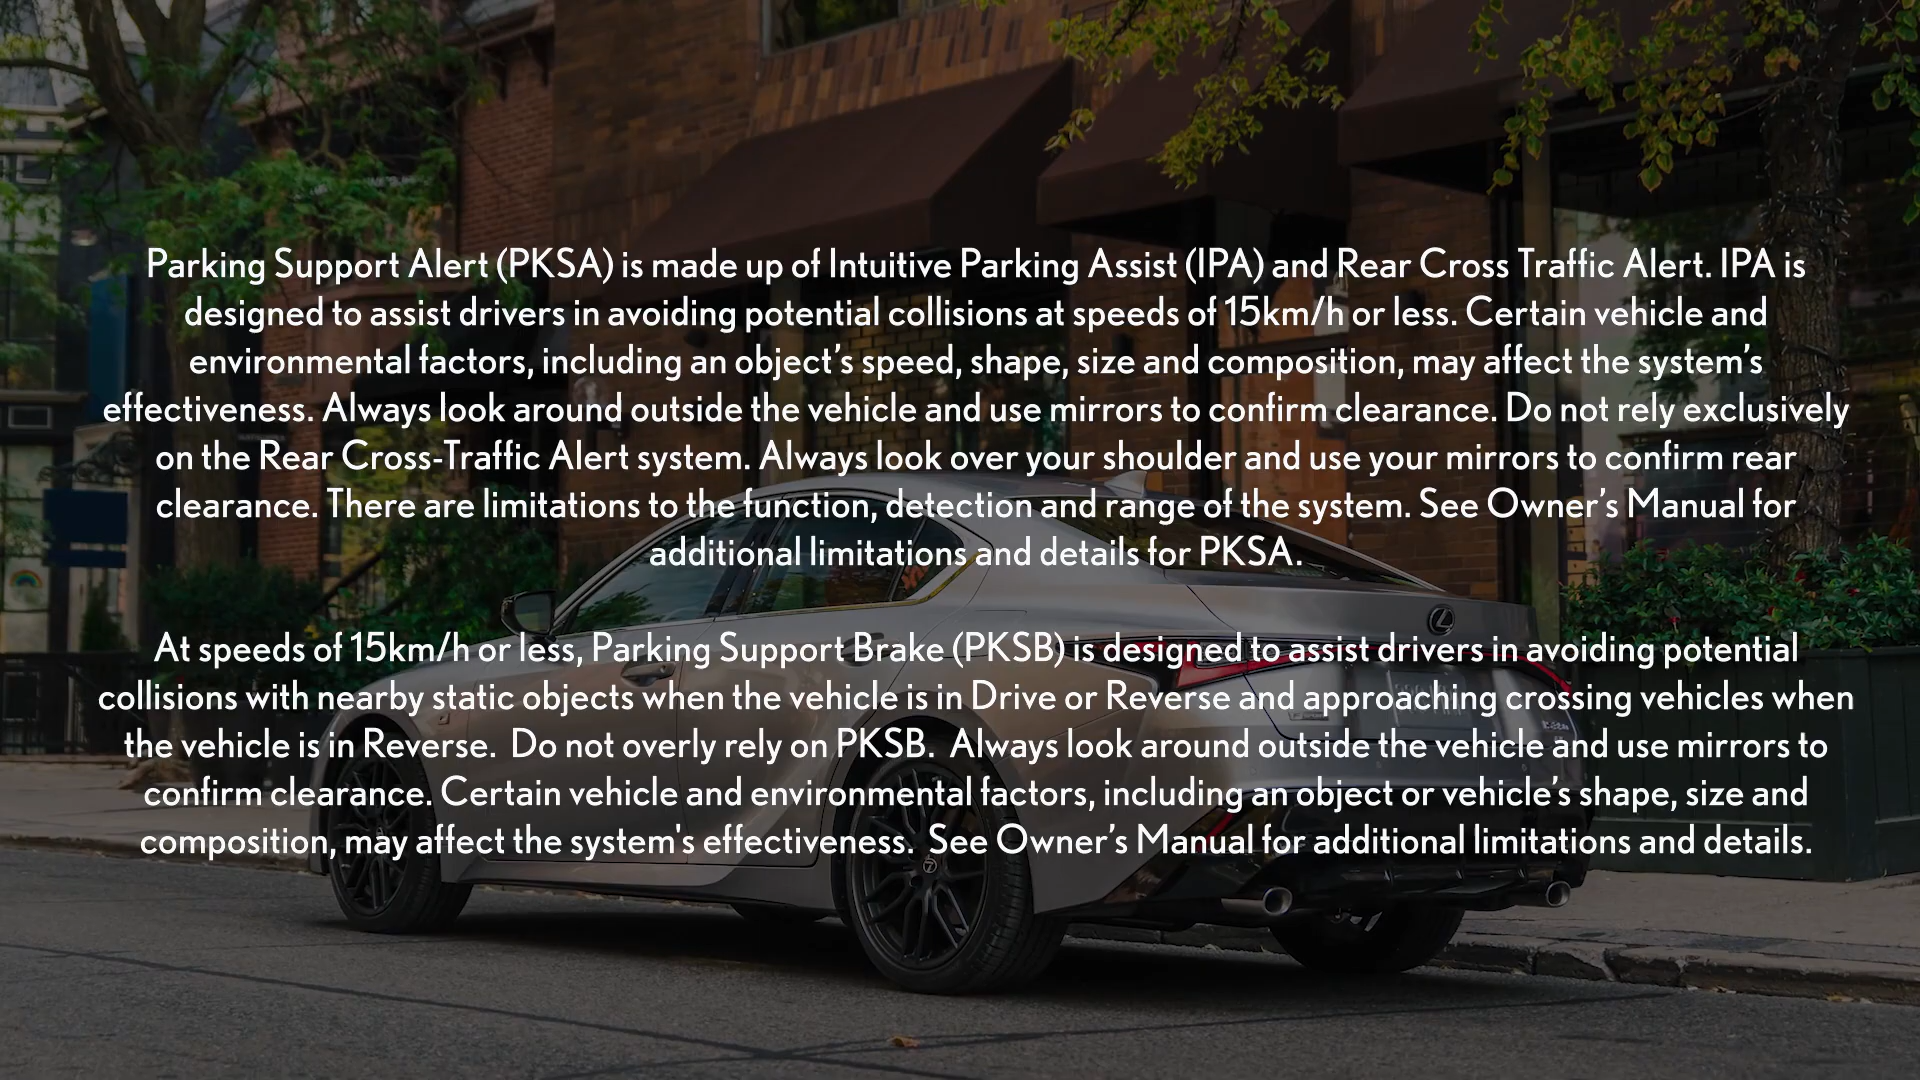 Parking Support Alert (PKSA) is made up of Intuitive Parking Assist (IPA) and Rear Cross Traffic Alert. IPA is
designed to assist drivers in avoiding potential collisions at speeds of 15km/h or less. Certain vehicle and
environmental factors, including an object’s speed, shape, size and composition, may affect the system’s
effectiveness. Always look around outside the vehicle and use mirrors to confirm clearance. Do not rely exclusively
on the Rear Cross-Traffic Alert system. Always look over your shoulder and use your mirrors to confirm rear
clearance. There are limitations to the function, detection and range of the system. See Owner’s Manual for
additional limitations and details for PKSA.
At speeds of 15km/h or less, Parking Support Brake (PKSB) is designed to assist drivers in avoiding potential
collisions with nearby static objects when the vehicle is in Drive or Reverse and approaching crossing vehicles when
the vehicle is in Reverse.  Do not overly rely on PKSB.  Always look around outside the vehicle and use mirrors to
confirm clearance. Certain vehicle and environmental factors, including an object or vehicle’s shape, size and
composition, may affect the system's effectiveness.  See Owner’s Manual for additional limitations and details.